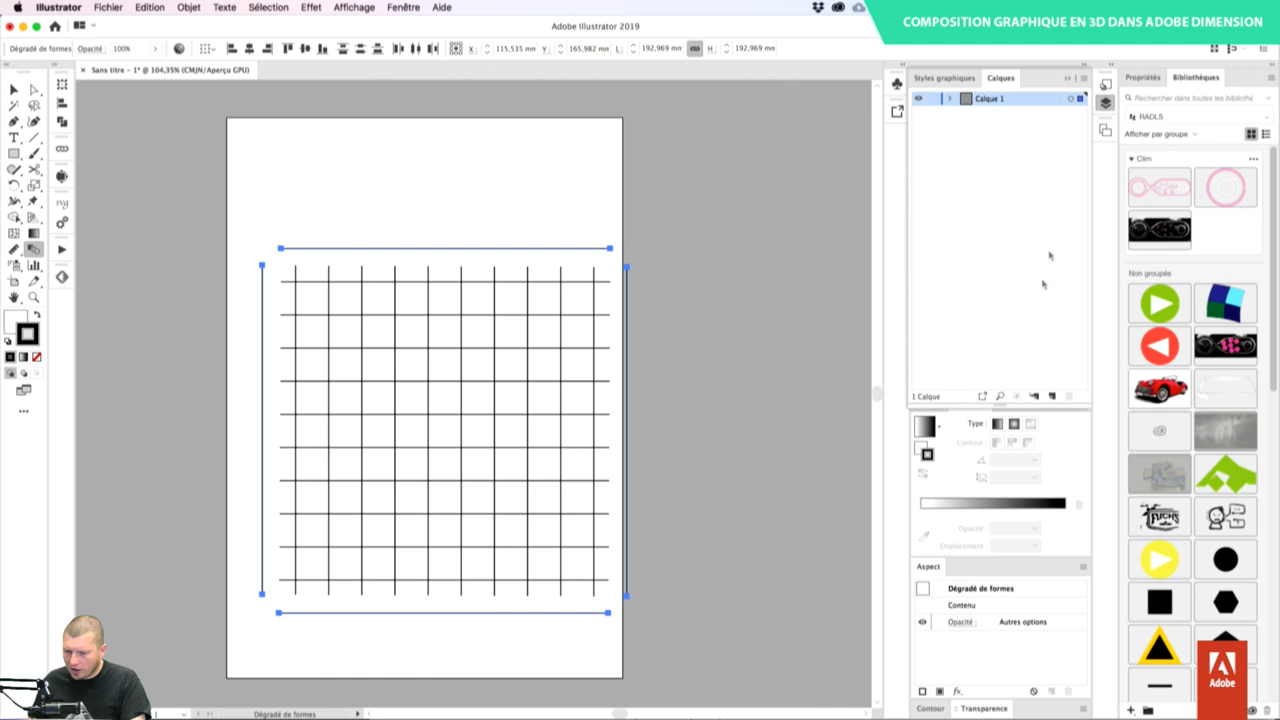 Illustrator Fichier Edition Objet Texte Sélection Effet Affichage Fenêtre Aide
COMPOSITION GRAPHIQUE EN 3D DANS ADOBE DIMENSION
Adobe Illustrator 2019
Dégradé de formes Opacité : 100% X : 115,535 mm Y : 165,982 mm L : 192,969 mm H : 192,969 mm
× Sans titre - 1* @ 104,35% (CMJN/Aperçu GPU)
Styles graphiques Calques
Propriétés Bibliothèques
Calque 1
Rechercher dans toutes les bibliothè
RADLS
Afficher par groupe
Clim
Non groupés
1 Calque
Type :
Contour :
Opacité :
Emplacement :
FUCHS
Aspect
Dégradé de formes
Contenu
Opacité : Autres options
fx.
Adobe
1 Dégradé de formes
Contour Transparence